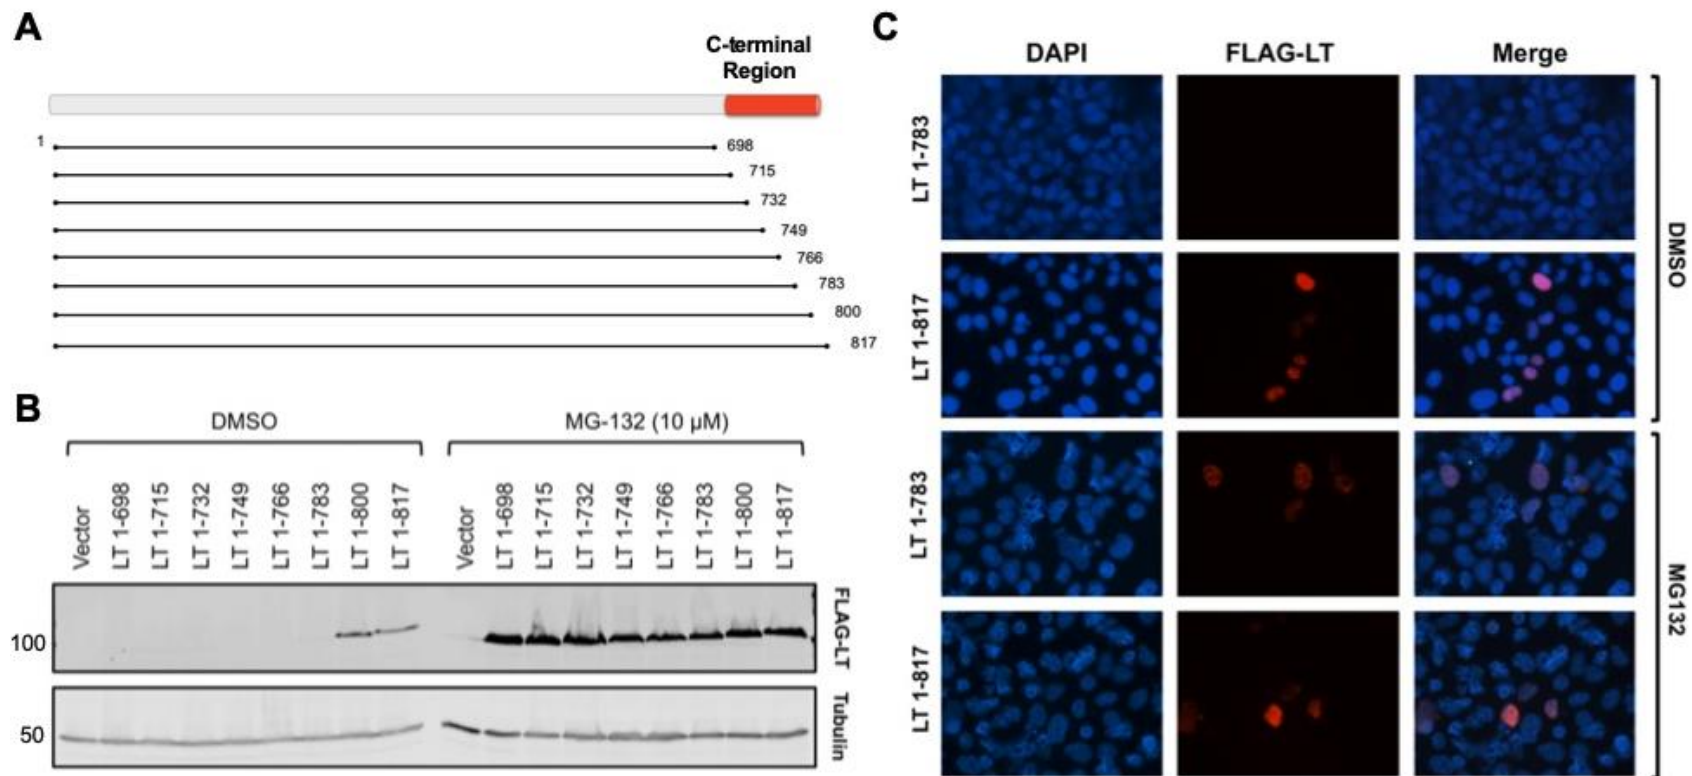 A
C-terminal
Region
1
698
715
732
749
766
783
800
817
B
DMSO
MG-132 (10 µM)
Vector
LT 1-698
LT 1-715
LT 1-732
LT 1-749
LT 1-766
LT 1-783
LT 1-800
LT 1-817
Vector
LT 1-698
LT 1-715
LT 1-732
LT 1-749
LT 1-766
LT 1-783
LT 1-800
LT 1-817
100
FLAG-LT
50
Tubulin
C
DAPI
FLAG-LT
Merge
LT 1-783
LT 1-817
DMSO
LT 1-783
LT 1-817
MG132